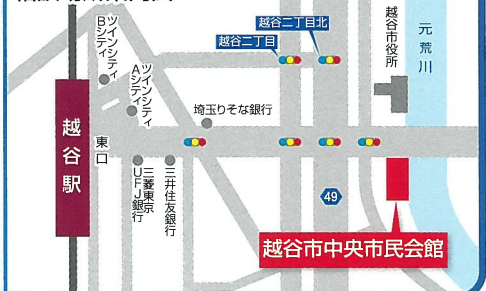 ツインシティ
Bシティ
ツインシティ
Aシティ
越谷二丁目北
越谷二丁目
越谷市役所
元荒川
埼玉りそな銀行
越谷駅
東口
三菱東京
UFJ銀行
三井住友銀行
49
越谷市中央市民会館